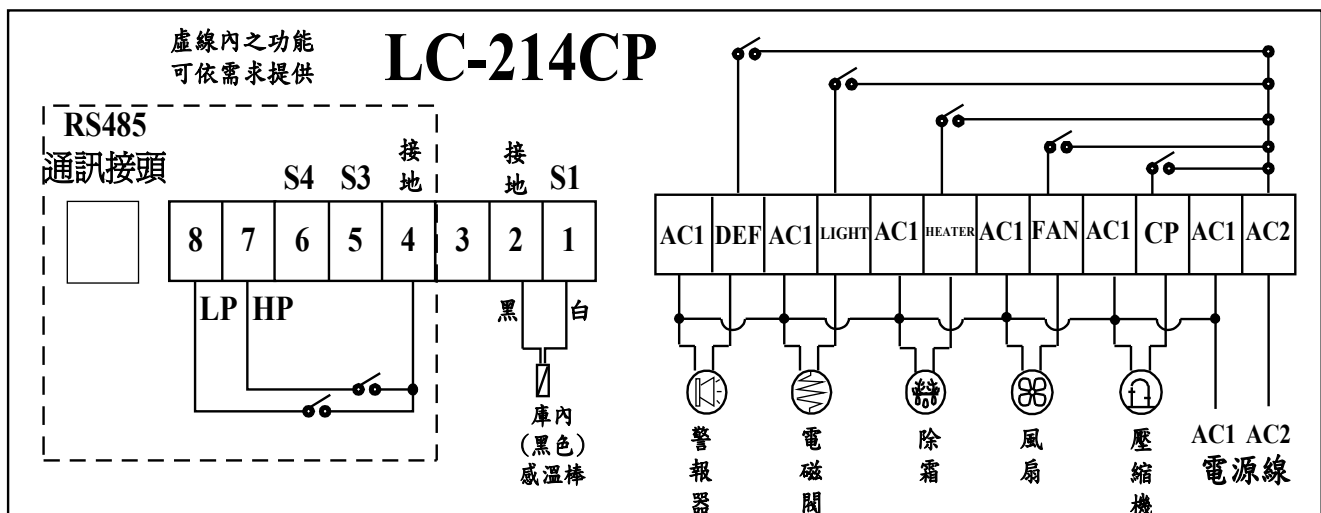 虛線內之功能
可依需求提供
LC-214CP
RS485
通訊接頭
S4 S3 接地 接地 S1
8 7 6 5 4 3 2 1
LP HP 黑 白
庫內
(黑色)
感溫棒
AC1 DEF AC1 LIGHT AC1 HEATER AC1 FAN AC1 CP AC1 AC2
警報器 電磁閥 除霜 風扇 壓縮機
AC1 AC2
電源線